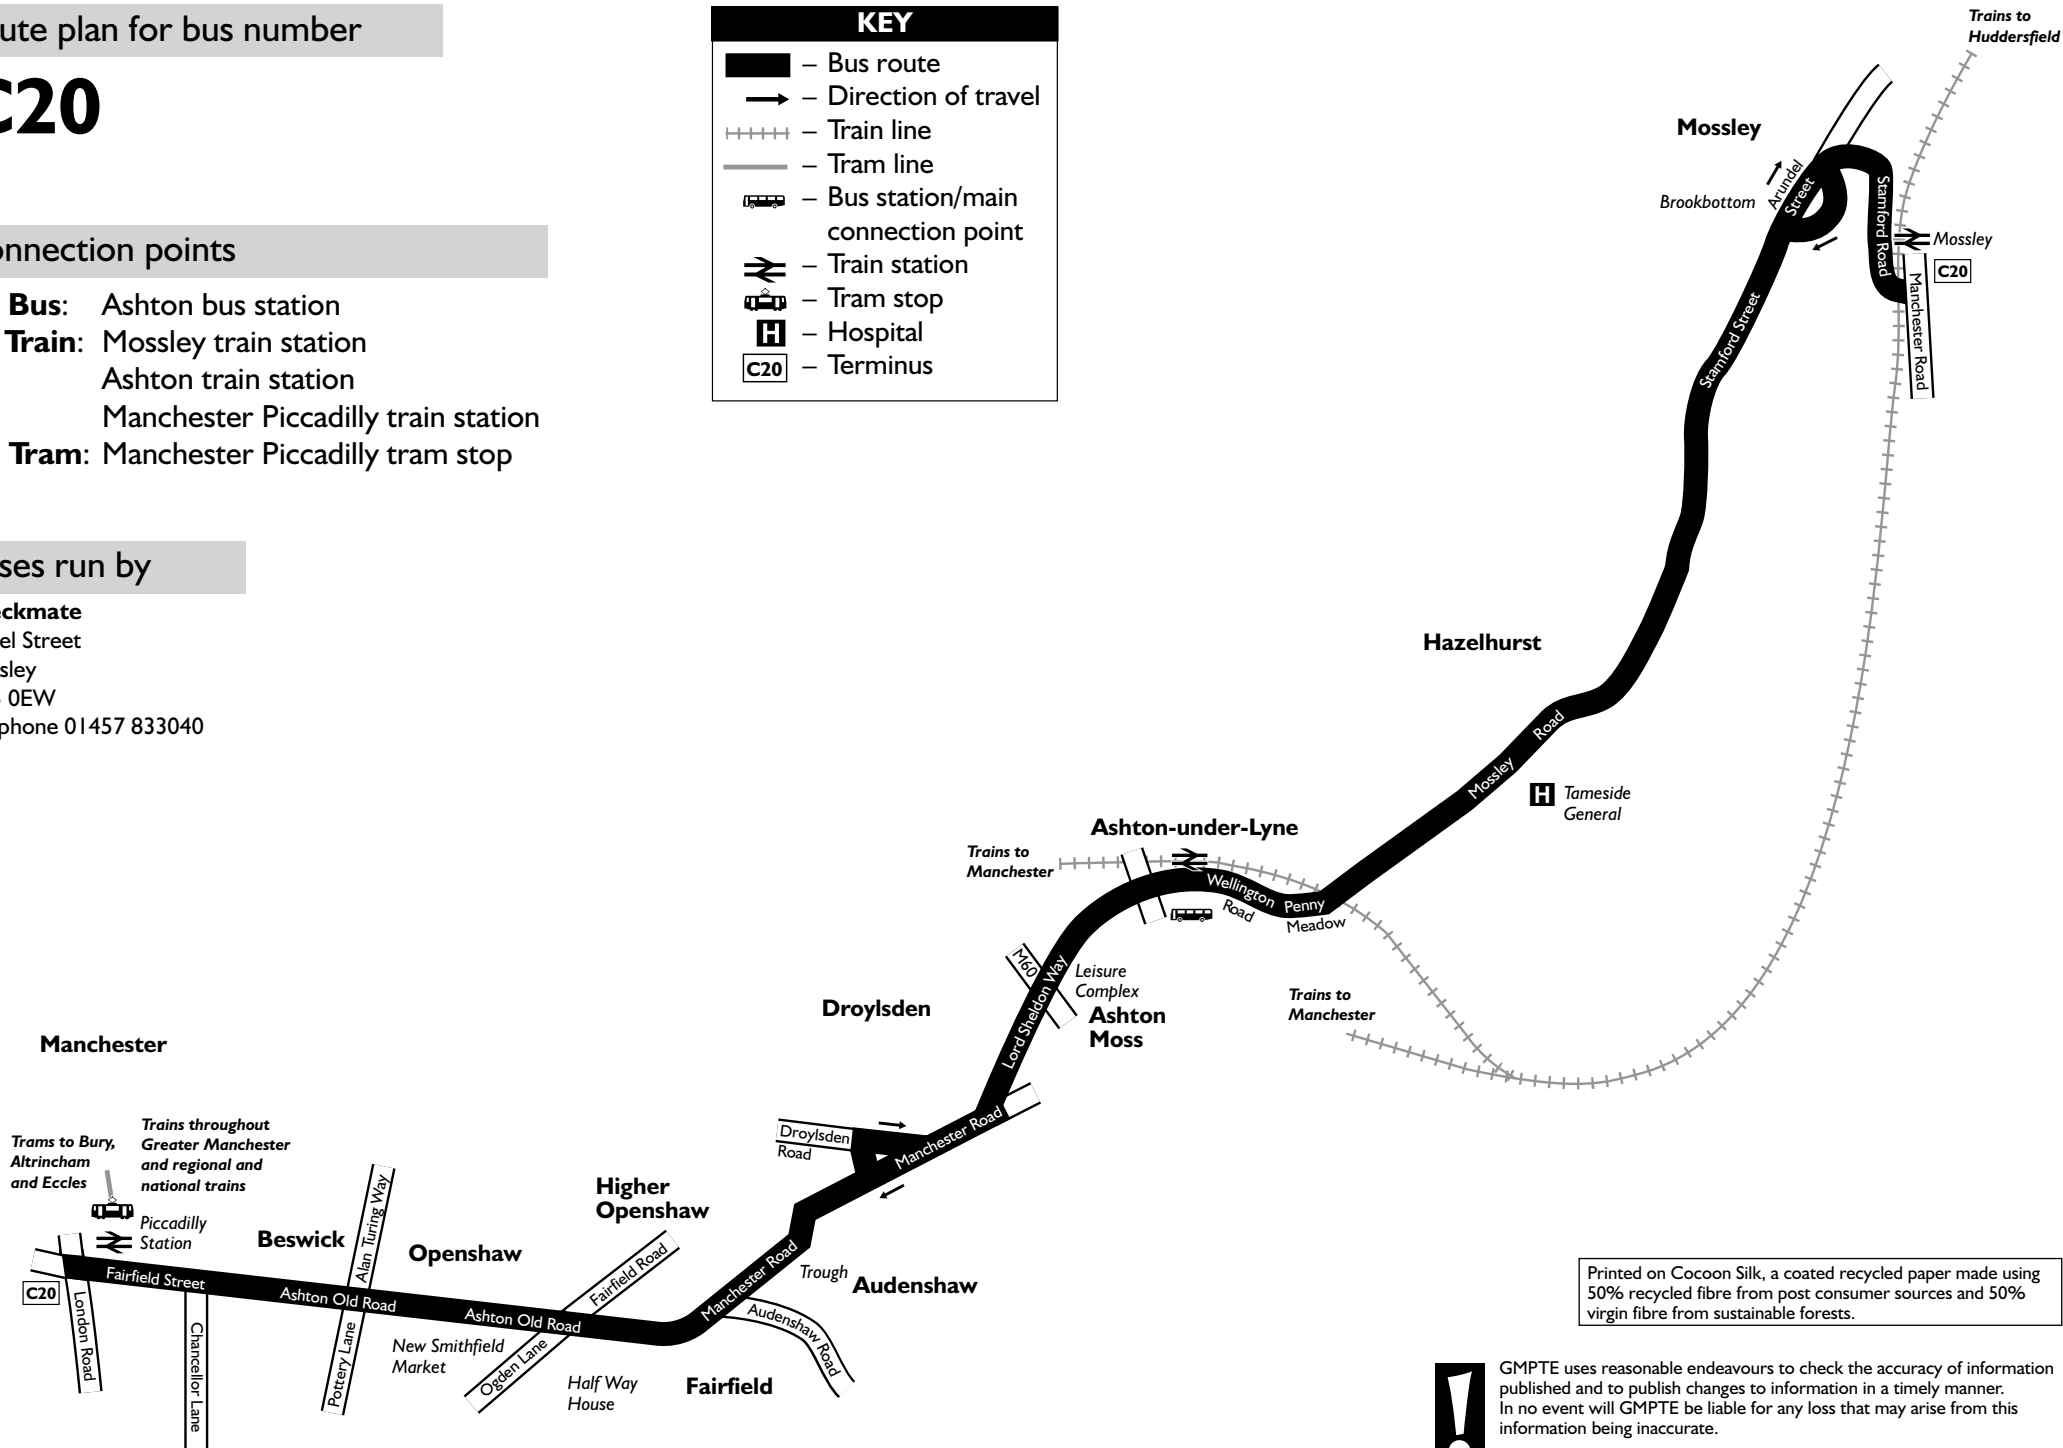 ute plan for bus number
C20
onnection points
Bus: Ashton bus station
Train: Mossley train station
Ashton train station
Manchester Piccadilly train station
Tram: Manchester Piccadilly tram stop
ses run by
eckmate
el Street
sley
0EW
phone 01457 833040
KEY
– Bus route
– Direction of travel
– Train line
– Tram line
– Bus station/main
connection point
– Train station
– Tram stop
H – Hospital
C20 – Terminus
Trains to
Huddersfield
Mossley
Arundel
Street
Brookbottom
Stamford Road
Mossley
C20
Manchester Road
Stamford Street
Hazelhurst
Mossley Road
H Tameside
General
Ashton-under-Lyne
Trains to
Manchester
Wellington
Road
Penny
Meadow
M60
Lord Sheldon Way
Leisure
Complex
Ashton
Moss
Droylsden
Trains to
Manchester
Manchester
Droylsden
Road
Manchester Road
Trams to Bury,
Altrincham
and Eccles
Trains throughout
Greater Manchester
and regional and
national trains
Piccadilly
Station
Beswick
Alan Turing Way
Openshaw
Higher
Openshaw
Fairfield Road
Manchester Road
Trough
Audenshaw
C20
Fairfield Street
London Road
Chancellor Lane
Ashton Old Road
Pottery Lane
Ashton Old Road
New Smithfield
Market
Ogden Lane
Half Way
House
Fairfield
Audenshaw Road
Printed on Cocoon Silk, a coated recycled paper made using
50% recycled fibre from post consumer sources and 50%
virgin fibre from sustainable forests.
! GMPTE uses reasonable endeavours to check the accuracy of information
published and to publish changes to information in a timely manner.
In no event will GMPTE be liable for any loss that may arise from this
information being inaccurate.